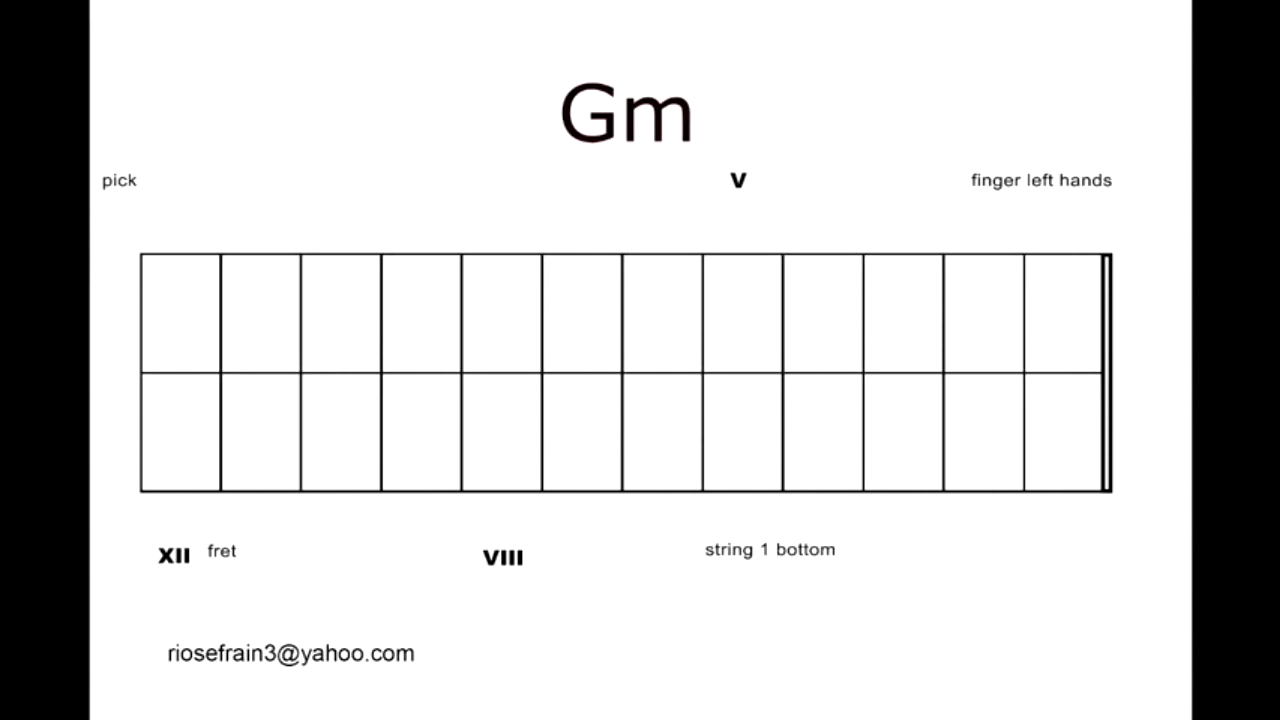 Gm
pick V finger left hands
XII fret VIII string 1 bottom
riosefrain3@yahoo.com